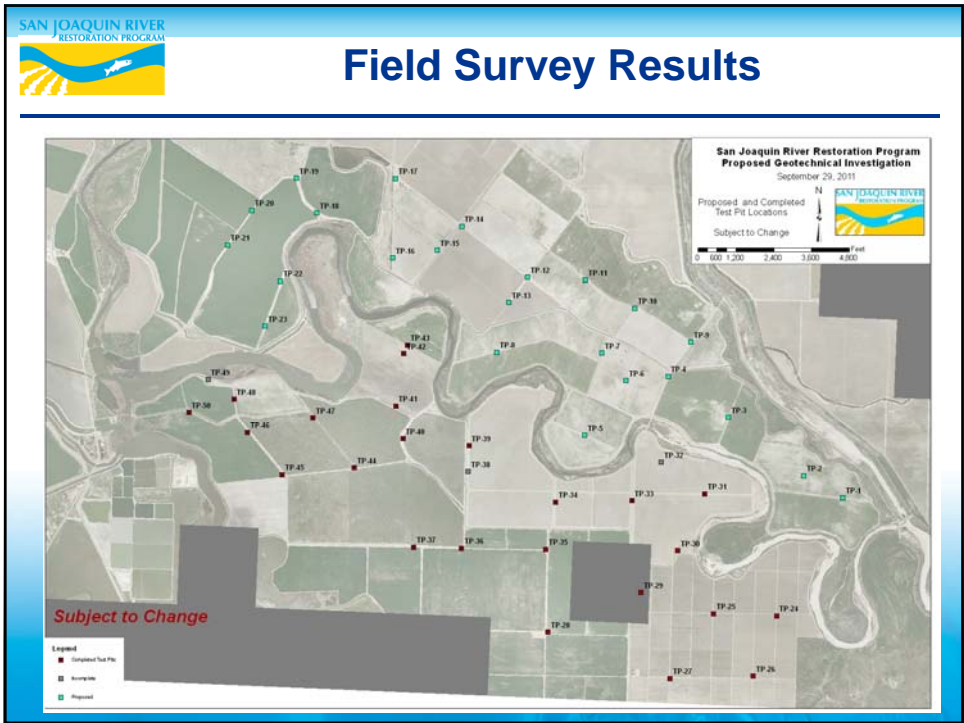 SAN JOAQUIN RIVER
RESTORATION PROGRAM
Field Survey Results
San Joaquin River Restoration Program
Proposed Geotechnical Investigation
September 29, 2011
N
Proposed and Completed
Test Pit Locations
Subject to Change
SAN JOAQUIN RIVER
RESTORATION PROGRAM
Feet
0 600 1,200 2,400 3,600 4,800
TP-19
TP-17
TP-20
TP-18
TP-14
TP-21
TP-15
TP-16
TP-22
TP-12
TP-11
TP-13
TP-10
TP-23
TP-43
TP-42
TP-9
TP-8
TP-7
TP-49
TP-6
TP-4
TP-48
TP-50
TP-47
TP-41
TP-3
TP-46
TP-40
TP-5
TP-39
TP-45
TP-44
TP-38
TP-32
TP-2
TP-34
TP-33
TP-31
TP-1
TP-37
TP-36
TP-35
TP-30
TP-29
TP-25
TP-24
TP-28
TP-27
TP-26
Subject to Change
Legend
Completed Test Pits
Incomplete
Proposed